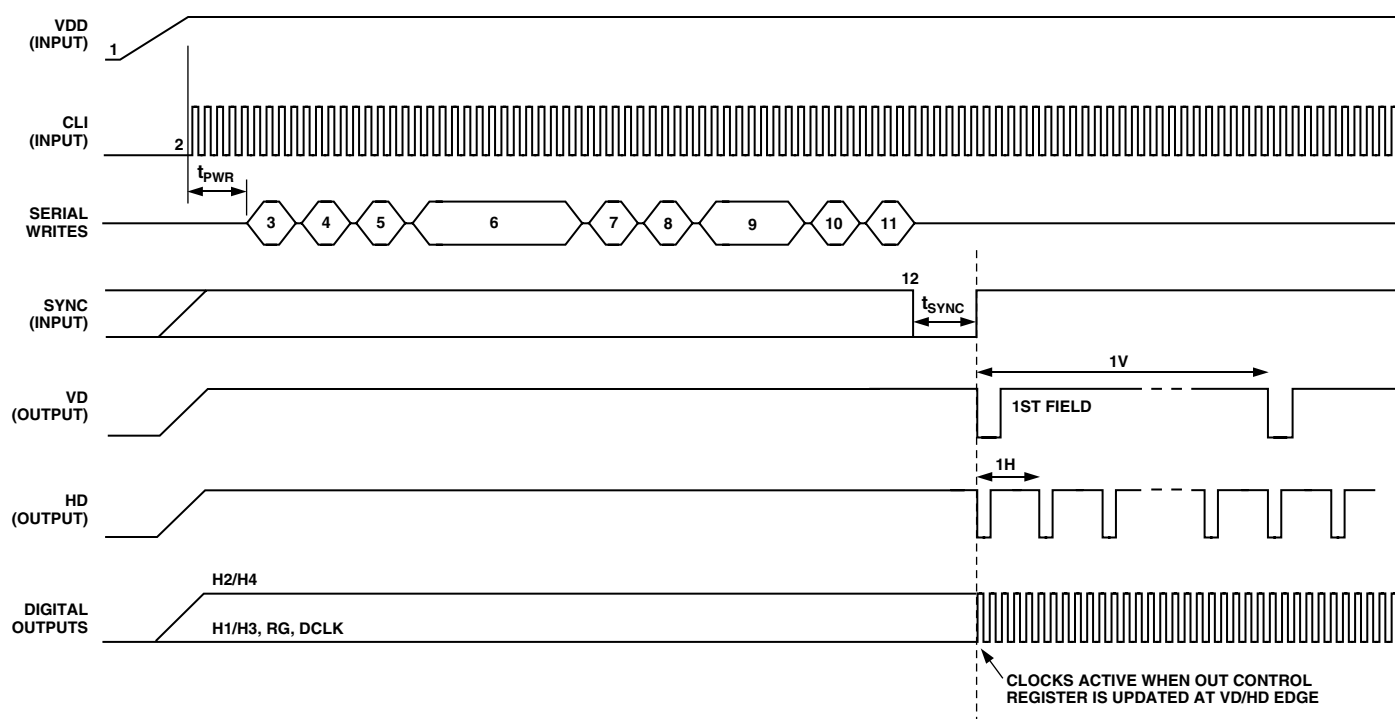 VDD
(INPUT)
1
CLI
(INPUT)
2
tPWR
SERIAL
WRITES
3 4 5 6 7 8 9 10 11
SYNC
(INPUT)
12
tSYNC
VD
(OUTPUT)
1V
1ST FIELD
HD
(OUTPUT)
1H
DIGITAL
OUTPUTS
H2/H4
H1/H3, RG, DCLK
CLOCKS ACTIVE WHEN OUT CONTROL
REGISTER IS UPDATED AT VD/HD EDGE